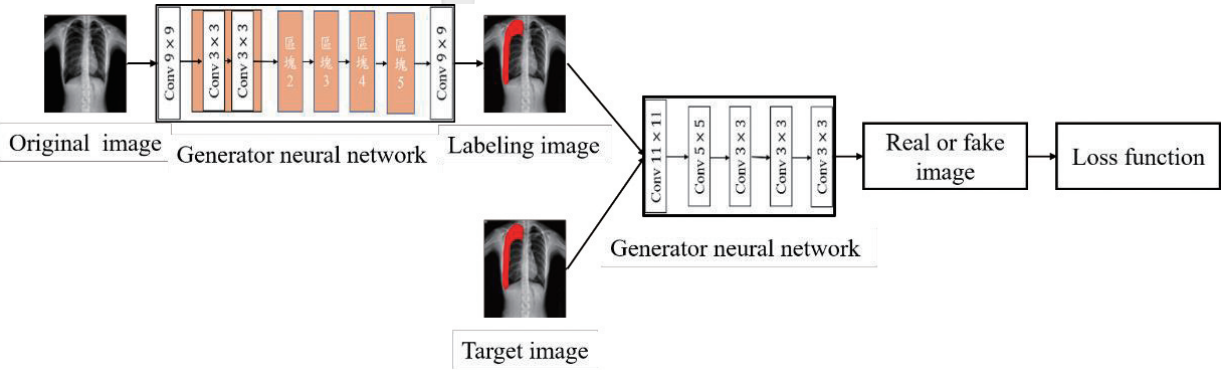 Conv 9 × 9
Conv 3 × 3
Conv 3 × 3
區塊2
區塊3
區塊4
區塊5
Conv 9 × 9
Original image
Generator neural network
Labeling image
Conv 11 × 11
Conv 5 × 5
Conv 3 × 3
Conv 3 × 3
Conv 3 × 3
Real or fake
image
Loss function
Generator neural network
Target image